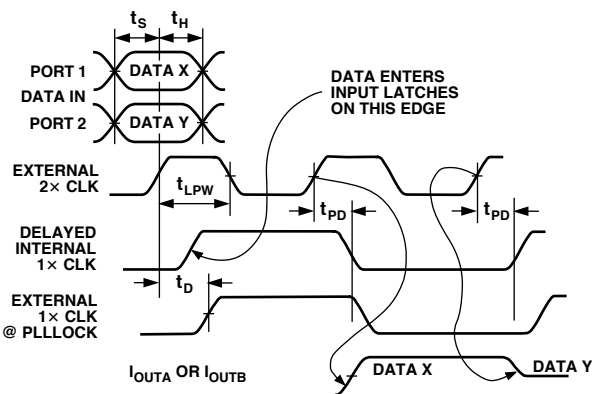 tS tH
PORT 1 DATA X
DATA IN
PORT 2 DATA Y
DATA ENTERS
INPUT LATCHES
ON THIS EDGE
EXTERNAL
2× CLK
tLPW
tPD
tPD
DELAYED
INTERNAL
1× CLK
tD
EXTERNAL
1× CLK
@ PLLLOCK
IOUTA OR IOUTB
DATA X
DATA Y